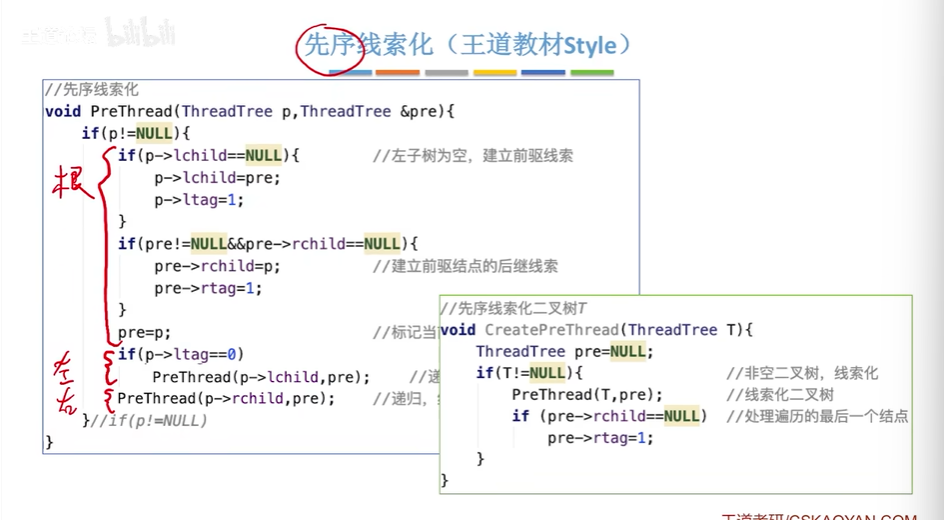 bilibili
先序线索化（王道教材Style）
//先序线索化
void PreThread(ThreadTree p,ThreadTree &pre){
if(p!=NULL){
if(p->lchild==NULL){ //左子树为空，建立前驱线索
p->lchild=pre;
p->ltag=1;
}
if(pre!=NULL&&pre->rchild==NULL){
pre->rchild=p; //建立前驱结点的后继线索
pre->rtag=1;
}
pre=p; //标记当
if(p->ltag==0)
PreThread(p->lchild,pre); //递
PreThread(p->rchild,pre); //递归，
}//if(p!=NULL)
}
根
左
右
//先序线索化二叉树T
void CreatePreThread(ThreadTree T){
ThreadTree pre=NULL;
if(T!=NULL){ //非空二叉树，线索化
PreThread(T,pre); //线索化二叉树
if (pre->rchild==NULL) //处理遍历的最后一个结点
pre->rtag=1;
}
}
王道考研/CSKAOYAN.COM